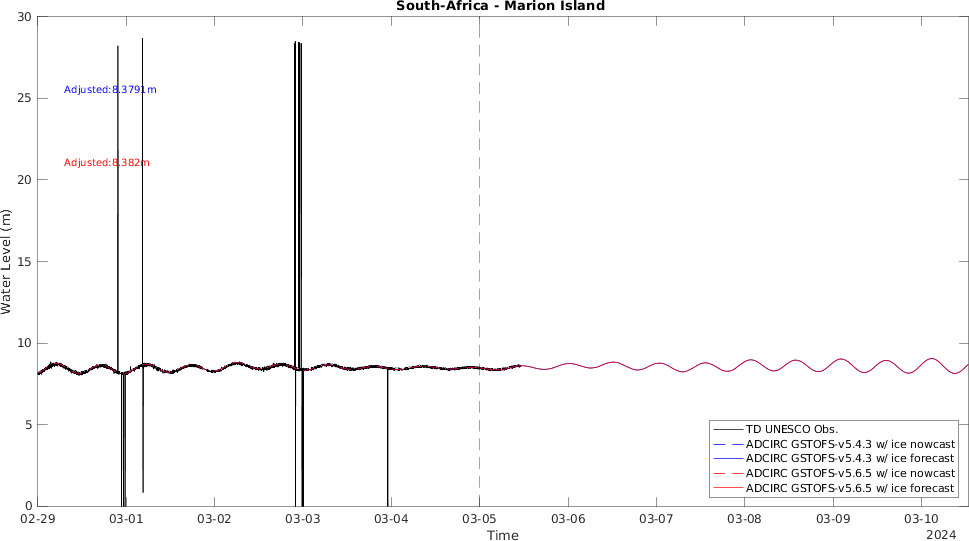 South-Africa - Marion Island
30
25
20
15
10
5
0
Water Level (m)
Adjusted:8.3791m
Adjusted:8.382m
TD UNESCO Obs.
ADCIRC GSTOFS-v5.4.3 w/ ice nowcast
ADCIRC GSTOFS-v5.4.3 w/ ice forecast
ADCIRC GSTOFS-v5.6.5 w/ ice nowcast
ADCIRC GSTOFS-v5.6.5 w/ ice forecast
02-29 03-01 03-02 03-03 03-04 03-05 03-06 03-07 03-08 03-09 03-10
Time
2024